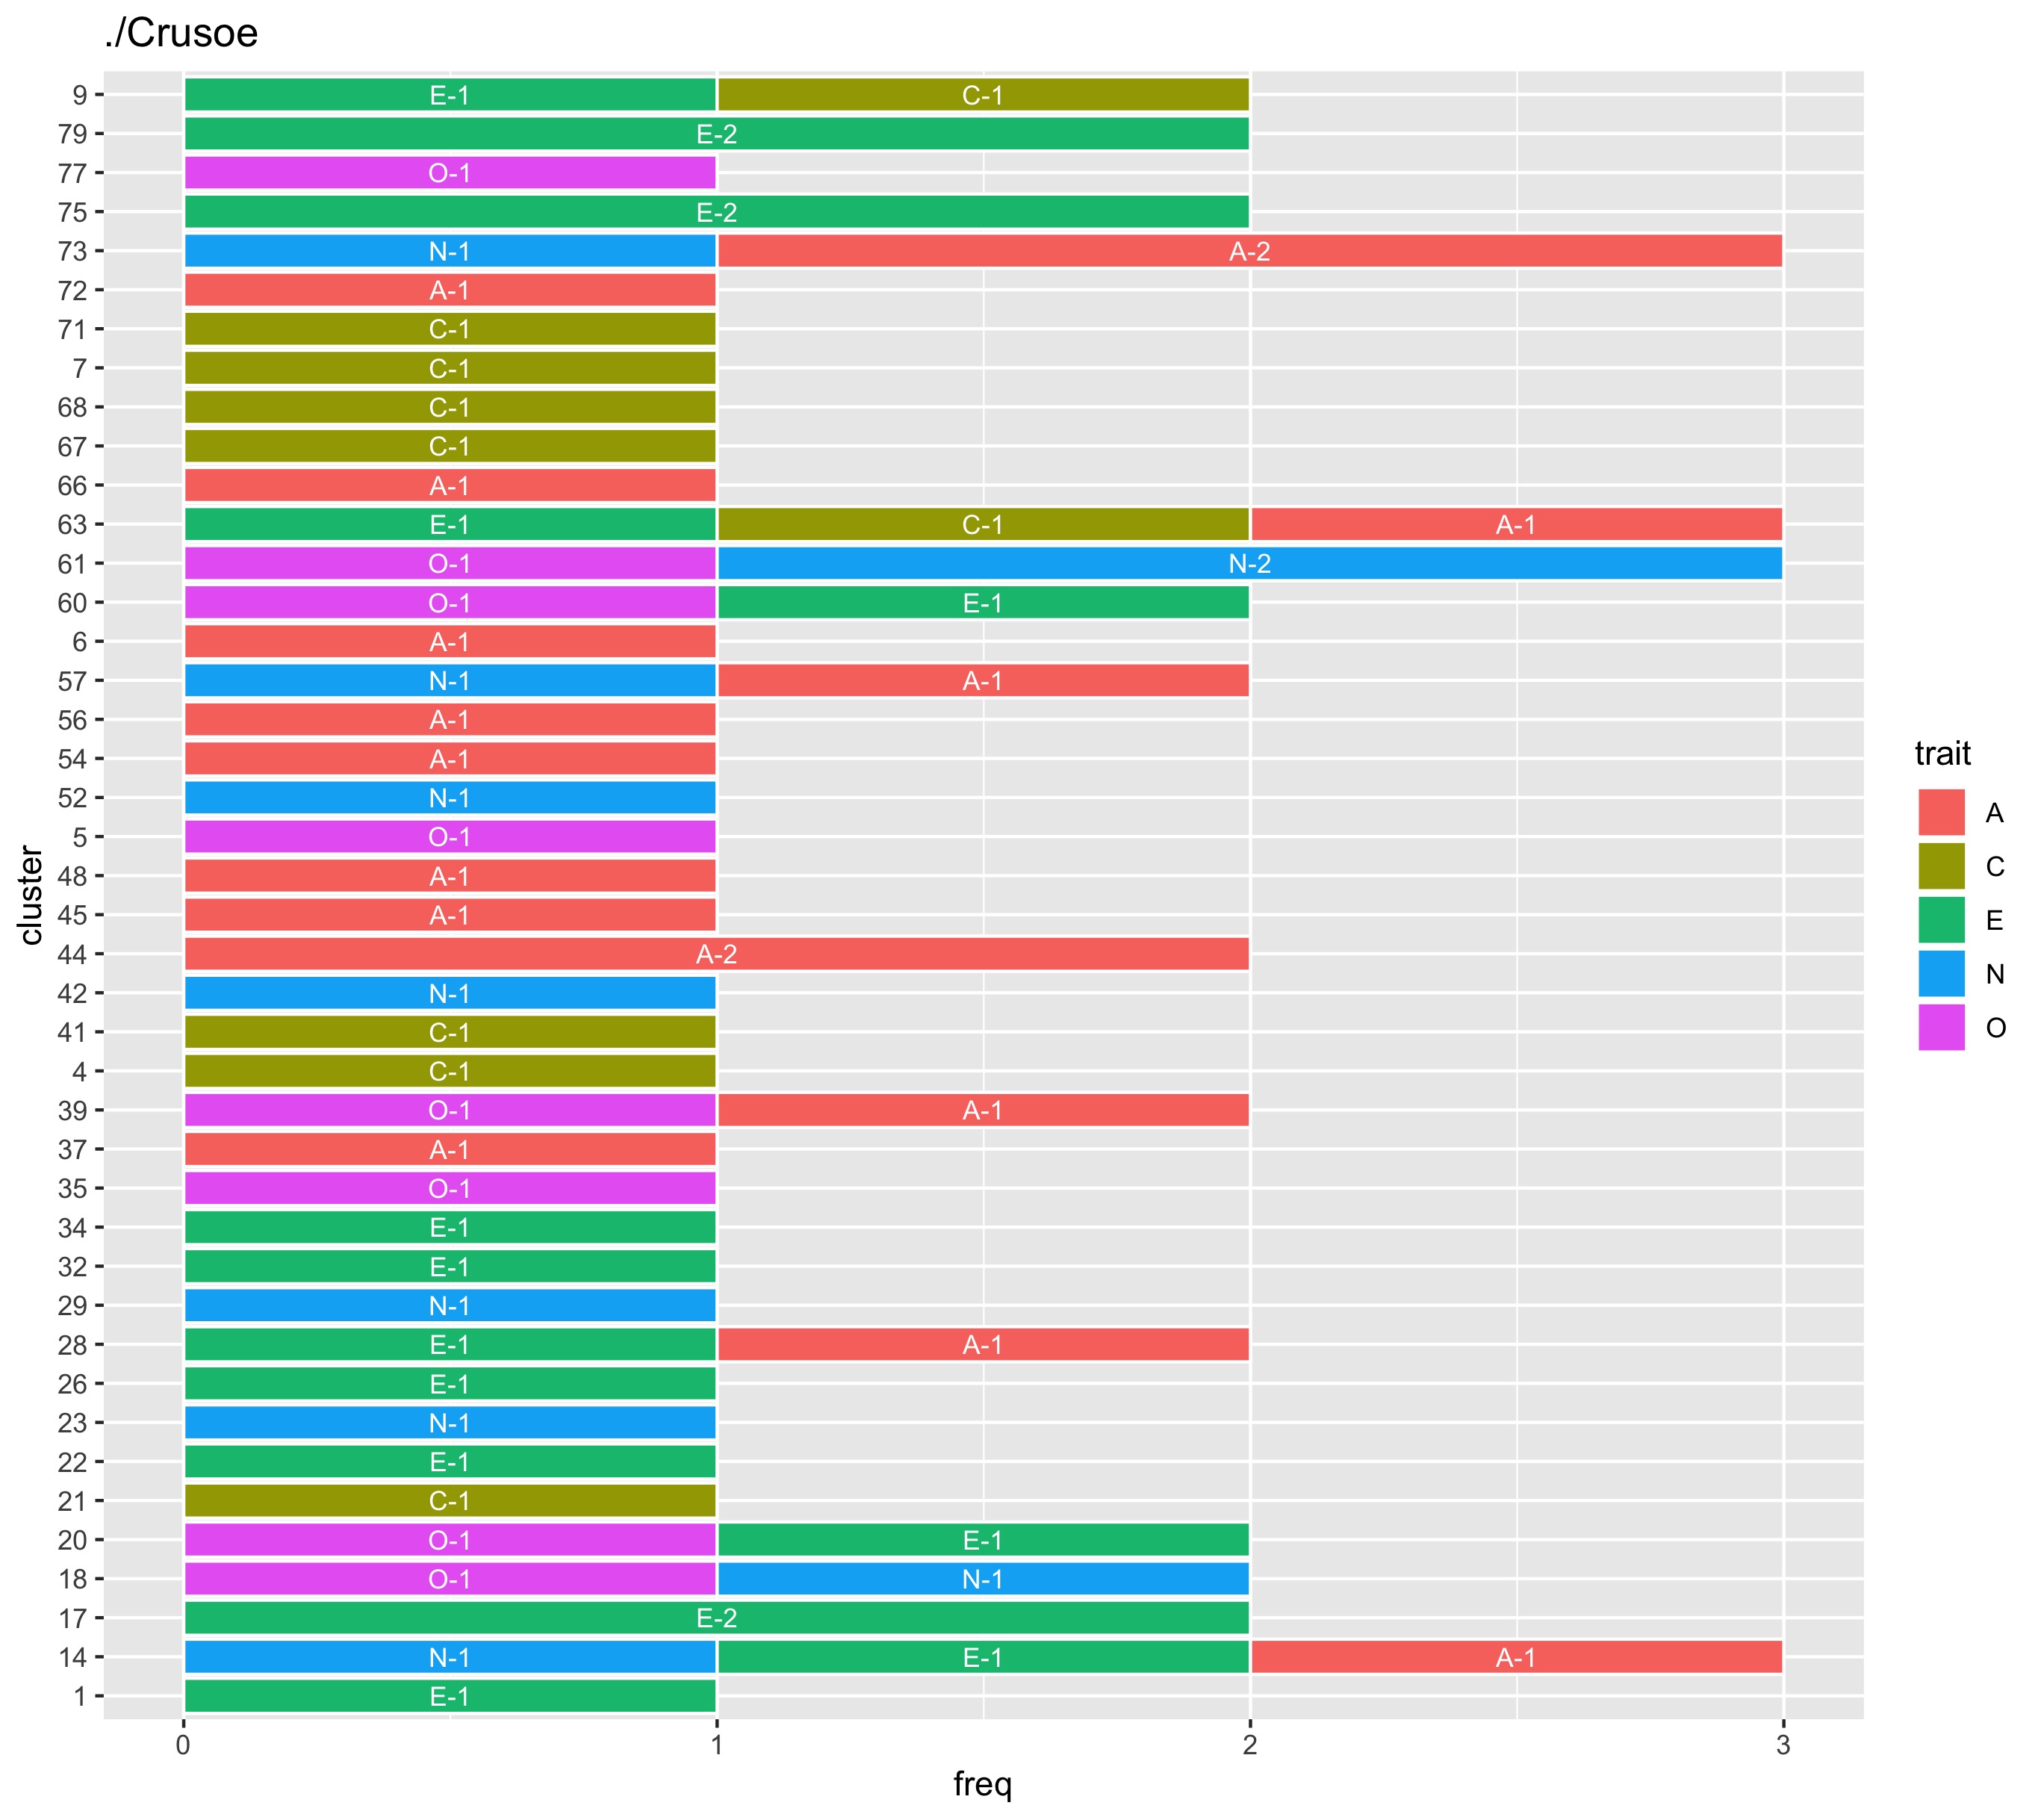 ./Crusoe
9 E-1 C-1
79 E-2
77 O-1
75 E-2
73 N-1 A-2
72 A-1
71 C-1
7 C-1
68 C-1
67 C-1
66 A-1
63 E-1 C-1 A-1
61 O-1 N-2
60 O-1 E-1
6 A-1
57 N-1 A-1
56 A-1
54 A-1
52 N-1
5 O-1
48 A-1
45 A-1
44 A-2
42 N-1
41 C-1
4 C-1
39 O-1 A-1
37 A-1
35 O-1
34 E-1
32 E-1
29 N-1
28 E-1 A-1
26 E-1
23 N-1
22 E-1
21 C-1
20 O-1 E-1
18 O-1 N-1
17 E-2
14 N-1 E-1 A-1
1 E-1
0 1 2 3
freq
cluster
trait
A
C
E
N
O